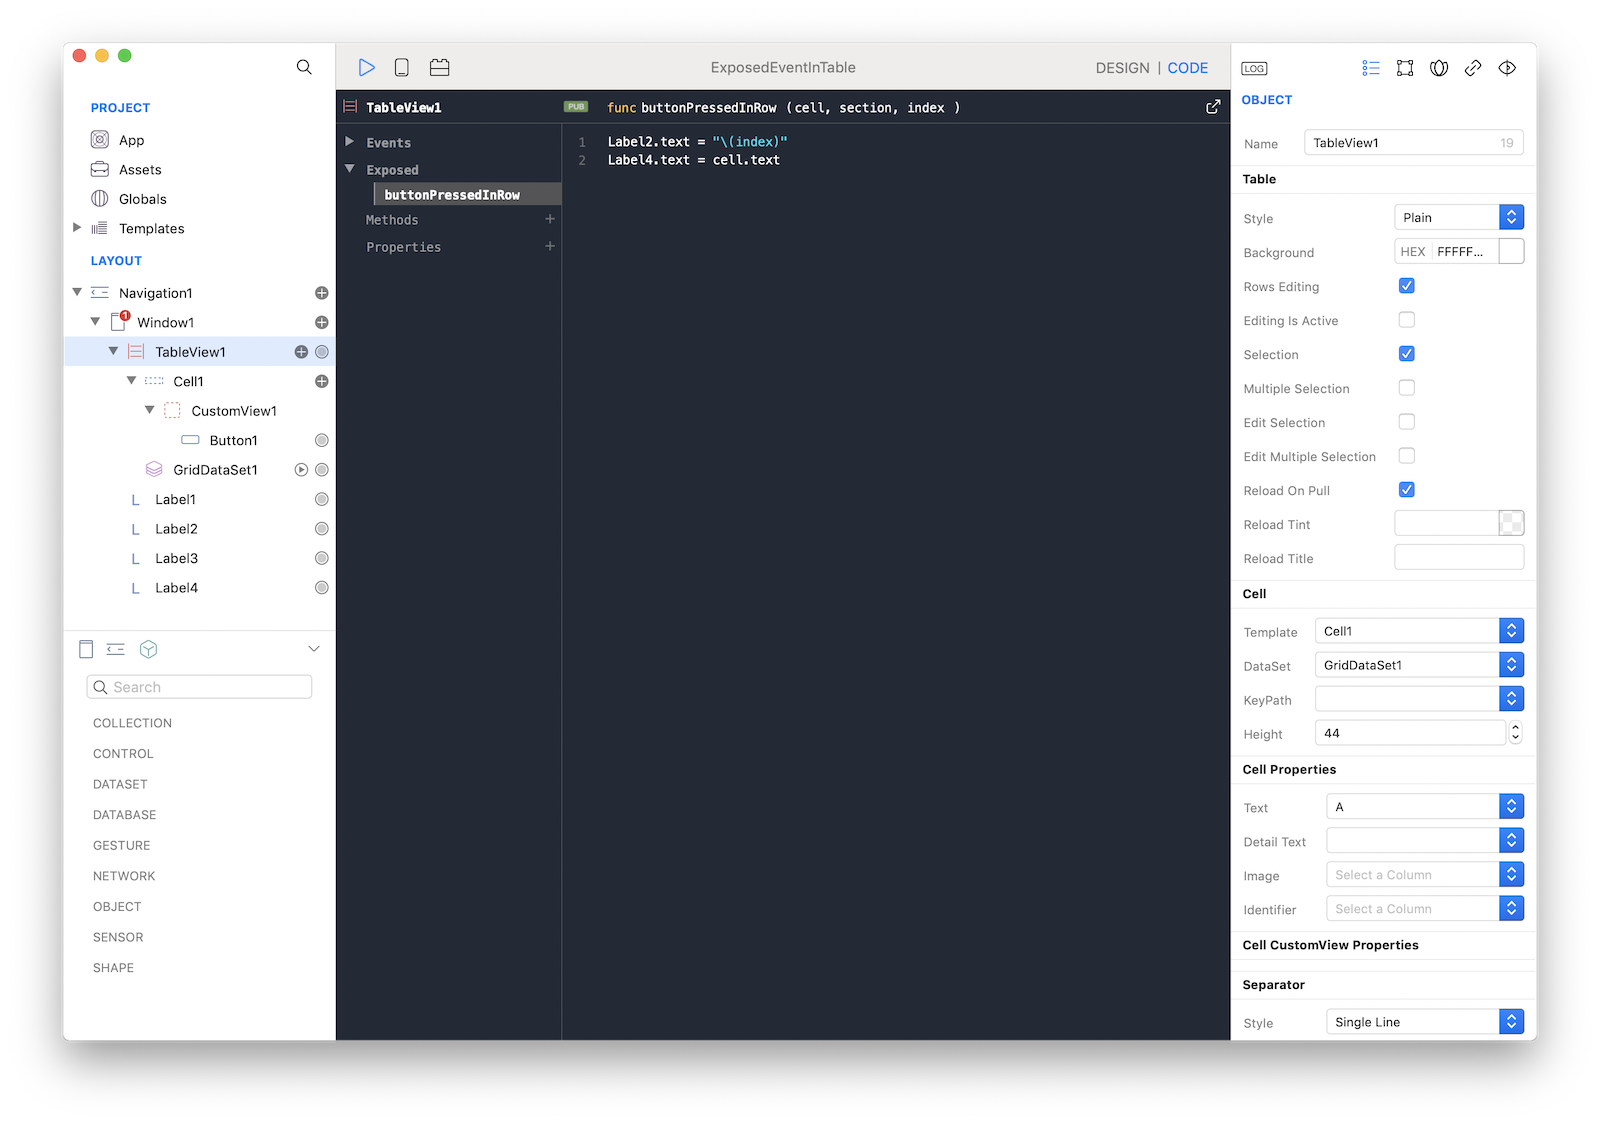 PROJECT
App
Assets
Globals
Templates
LAYOUT
Navigation1
1
Window1
TableView1
Cell1
CustomView1
Button1
GridDataSet1
L Label1
L Label2
L Label3
L Label4
Search
COLLECTION
CONTROL
DATASET
DATABASE
GESTURE
NETWORK
OBJECT
SENSOR
SHAPE
ExposedEventInTable
DESIGN | CODE
TableView1
Events
Exposed
buttonPressedInRow
Methods +
Properties +
PUB func buttonPressedInRow (cell, section, index )
1 Label2.text = "\(index)"
2 Label4.text = cell.text
LOG
OBJECT
Name TableView1 19
Table
Style Plain
Background HEX FFFFF...
Rows Editing
Editing Is Active
Selection
Multiple Selection
Edit Selection
Edit Multiple Selection
Reload On Pull
Reload Tint
Reload Title
Cell
Template Cell1
DataSet GridDataSet1
KeyPath
Height 44
Cell Properties
Text A
Detail Text
Image Select a Column
Identifier Select a Column
Cell CustomView Properties
Separator
Style Single Line